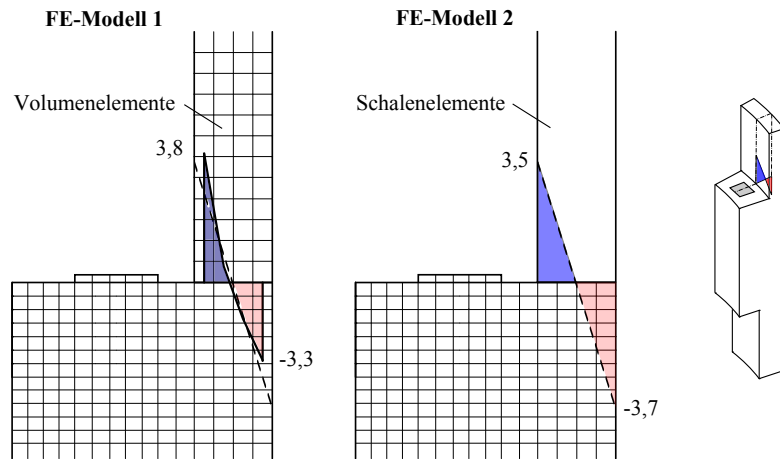 FE-Modell 1
FE-Modell 2
Volumenelemente
Schalenelemente
3,8
3,5
-3,3
-3,7